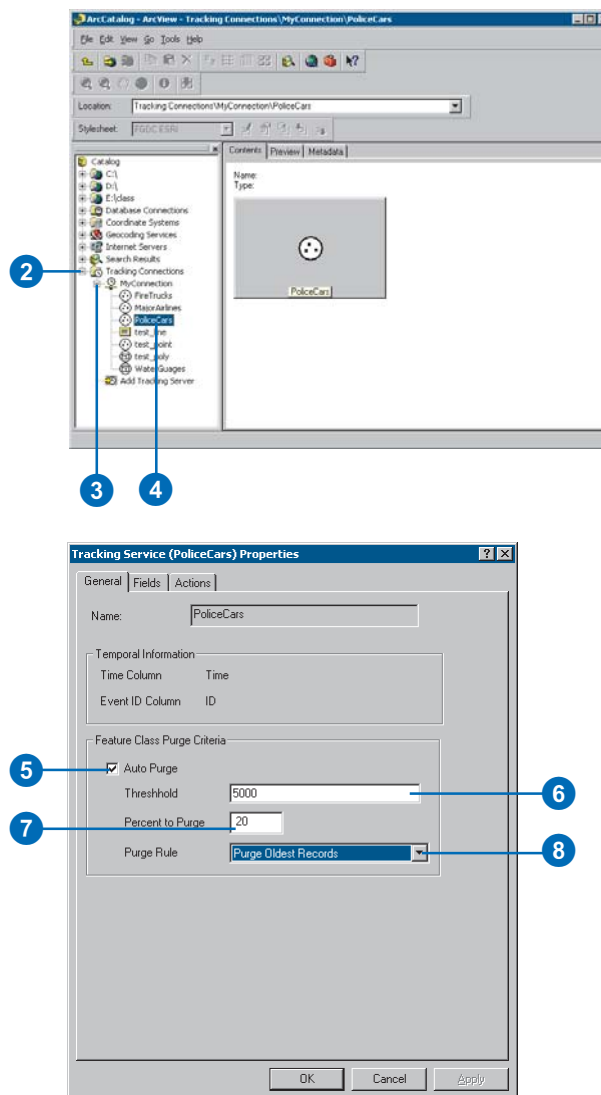 ArcCatalog - ArcView - Tracking Connections\MyConnection\PoliceCars
File Edit View Go Tools Help
Location: Tracking Connections\MyConnection\PoliceCars
Stylesheet: FGDC ESRI
Contents Preview Metadata
Catalog
C:\
D:\
E:\class
Database Connections
Coordinate Systems
Geocoding Services
Internet Servers
Search Results
Tracking Connections
MyConnection
FireTrucks
MajorAirlines
PoliceCars
test_line
test_point
test_poly
WaterGuages
Add Tracking Server
Name:
Type:
PoliceCars
2
3
4
Tracking Service (PoliceCars) Properties
General Fields Actions
Name: PoliceCars
Temporal Information
Time Column Time
Event ID Column ID
Feature Class Purge Criteria
5 Auto Purge
Threshhold 5000 6
7 Percent to Purge 20
Purge Rule Purge Oldest Records 8
OK Cancel Apply